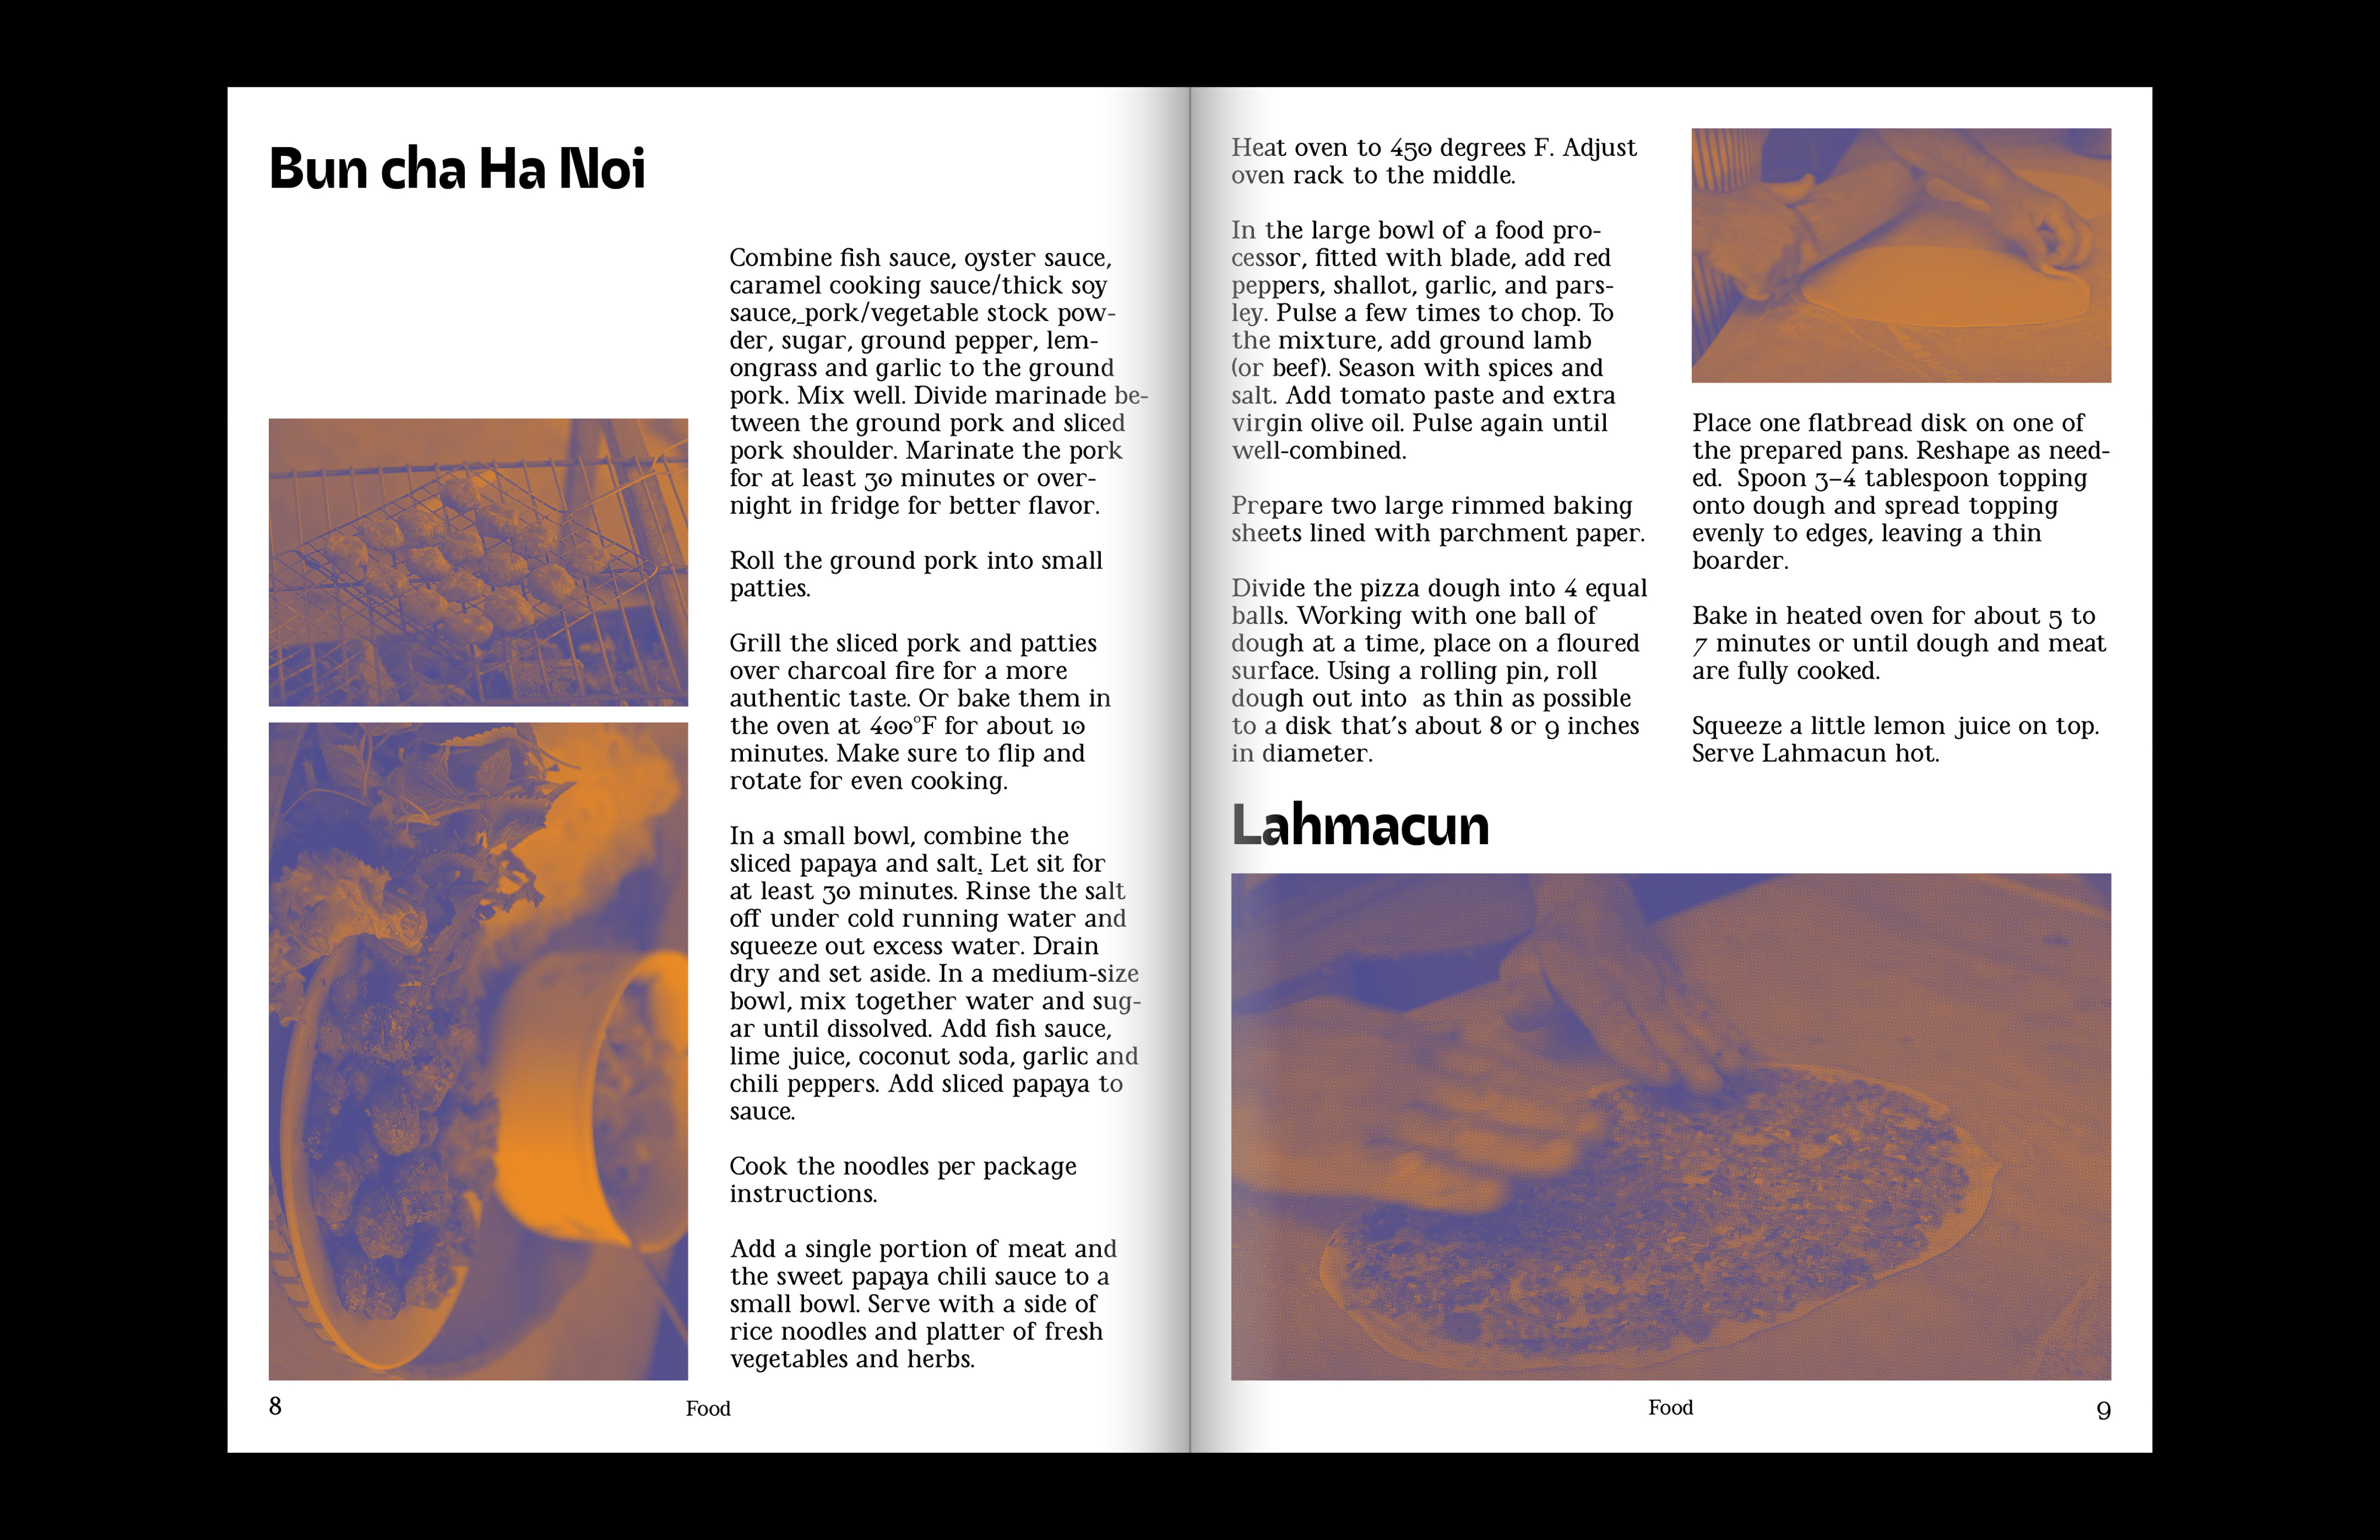 Bun cha Ha Noi
Combine fish sauce, oyster sauce,
caramel cooking sauce/thick soy
sauce, pork/vegetable stock pow-
der, sugar, ground pepper, lem-
ongrass and garlic to the ground
pork. Mix well. Divide marinade be-
tween the ground pork and sliced
pork shoulder. Marinate the pork
for at least 30 minutes or over-
night in fridge for better flavor.
Roll the ground pork into small
patties.
Grill the sliced pork and patties
over charcoal fire for a more
authentic taste. Or bake them in
the oven at 400°F for about 10
minutes. Make sure to flip and
rotate for even cooking.
In a small bowl, combine the
sliced papaya and salt. Let sit for
at least 30 minutes. Rinse the salt
off under cold running water and
squeeze out excess water. Drain
dry and set aside. In a medium-size
bowl, mix together water and sug-
ar until dissolved. Add fish sauce,
lime juice, coconut soda, garlic and
chili peppers. Add sliced papaya to
sauce.
Cook the noodles per package
instructions.
Add a single portion of meat and
the sweet papaya chili sauce to a
small bowl. Serve with a side of
rice noodles and platter of fresh
vegetables and herbs.
8
Food
Heat oven to 450 degrees F. Adjust
oven rack to the middle.
In the large bowl of a food pro-
cessor, fitted with blade, add red
peppers, shallot, garlic, and pars-
ley. Pulse a few times to chop. To
the mixture, add ground lamb
(or beef). Season with spices and
salt. Add tomato paste and extra
virgin olive oil. Pulse again until
well-combined.
Prepare two large rimmed baking
sheets lined with parchment paper.
Divide the pizza dough into 4 equal
balls. Working with one ball of
dough at a time, place on a floured
surface. Using a rolling pin, roll
dough out into  as thin as possible
to a disk that's about 8 or 9 inches
in diameter.
Place one flatbread disk on one of
the prepared pans. Reshape as need-
ed.  Spoon 3–4 tablespoon topping
onto dough and spread topping
evenly to edges, leaving a thin
boarder.
Bake in heated oven for about 5 to
7 minutes or until dough and meat
are fully cooked.
Squeeze a little lemon juice on top.
Serve Lahmacun hot.
Lahmacun
Food
9